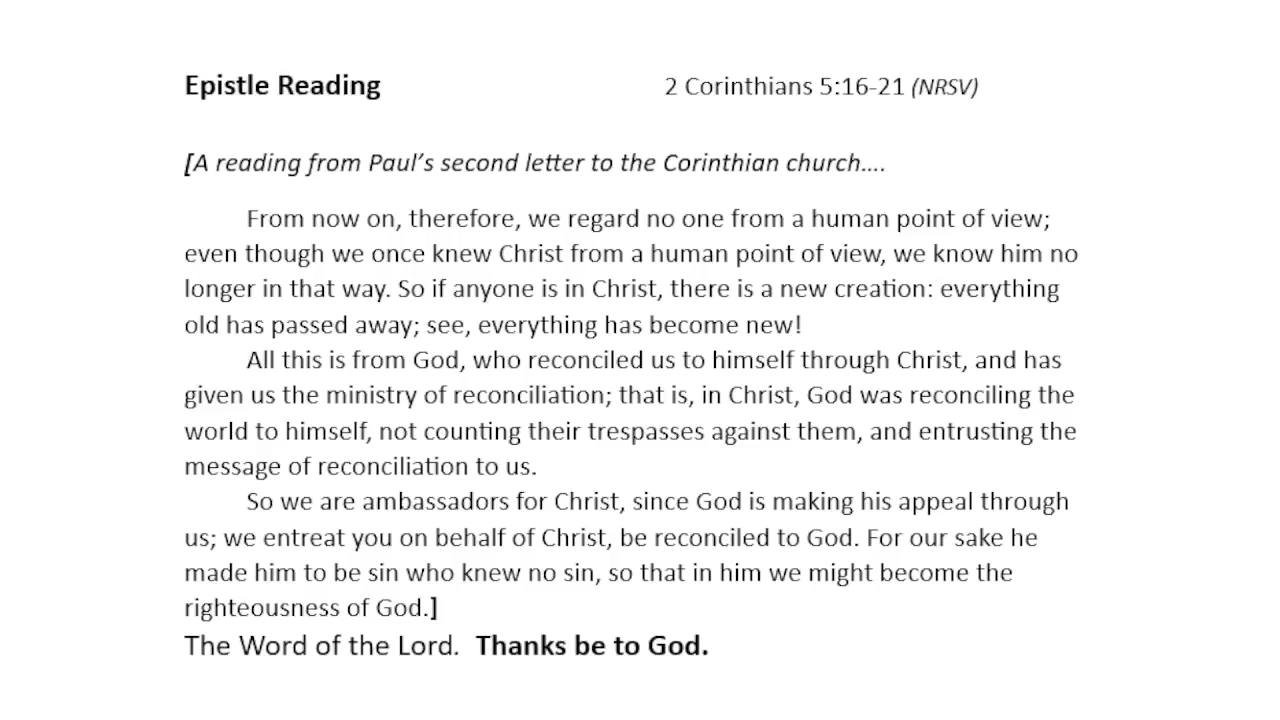 Epistle Reading 2 Corinthians 5:16-21 (NRSV)
[A reading from Paul’s second letter to the Corinthian church….
From now on, therefore, we regard no one from a human point of view;
even though we once knew Christ from a human point of view, we know him no
longer in that way. So if anyone is in Christ, there is a new creation: everything
old has passed away; see, everything has become new!
All this is from God, who reconciled us to himself through Christ, and has
given us the ministry of reconciliation; that is, in Christ, God was reconciling the
world to himself, not counting their trespasses against them, and entrusting the
message of reconciliation to us.
So we are ambassadors for Christ, since God is making his appeal through
us; we entreat you on behalf of Christ, be reconciled to God. For our sake he
made him to be sin who knew no sin, so that in him we might become the
righteousness of God.]
The Word of the Lord. Thanks be to God.